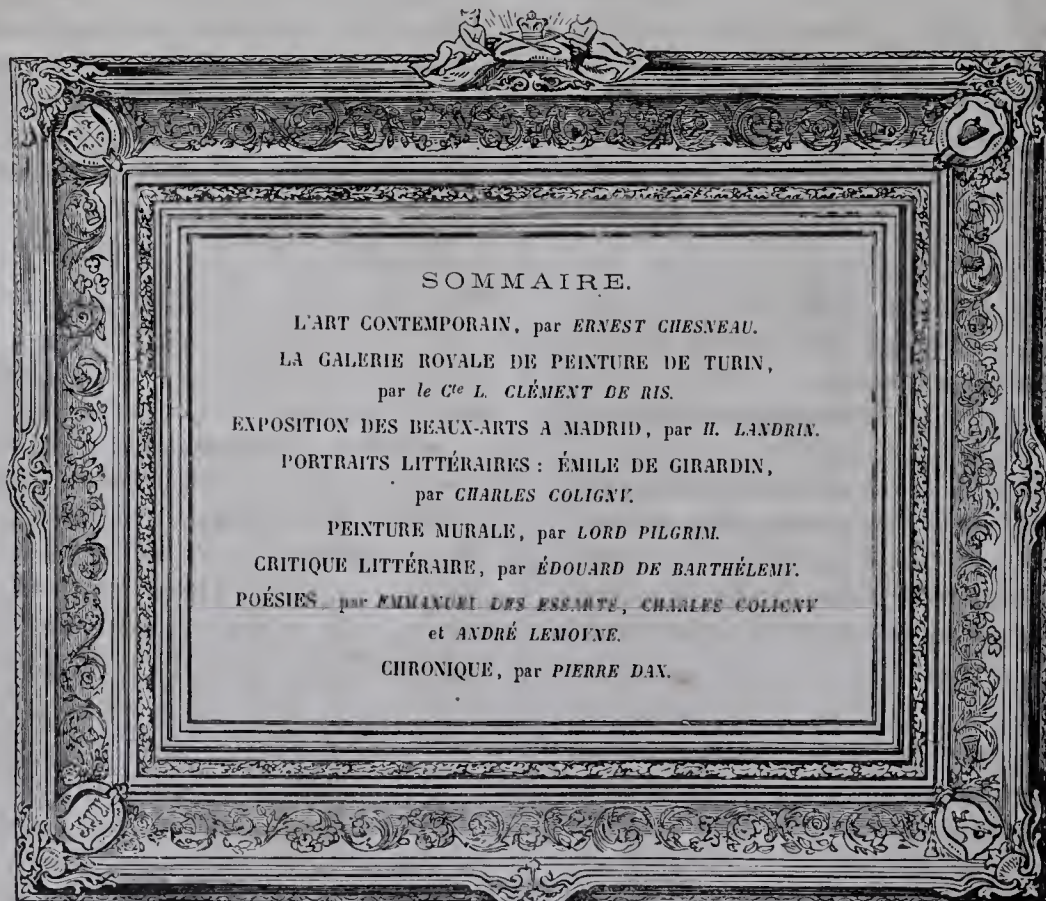 SOMMAIRE.
L'ART CONTEMPORAIN, par ERNEST CHESNEAU.
LA GALERIE ROYALE DE PEINTURE DE TURIN,
par le Cte L. CLÉMENT DE RIS.
EXPOSITION DES BEAUX-ARTS A MADRID, par H. LANDRIN.
PORTRAITS LITTÉRAIRES : ÉMILE DE GIRARDIN,
par CHARLES COLIGNY.
PEINTURE MURALE, par LORD PILGRIM.
CRITIQUE LITTÉRAIRE, par ÉDOUARD DE BARTHÉLEMY.
POÉSIES, par EMMANUEL DES ESSARTS, CHARLES COLIGNY
et ANDRÉ LEMOYNE.
CHRONIQUE, par PIERRE DAX.